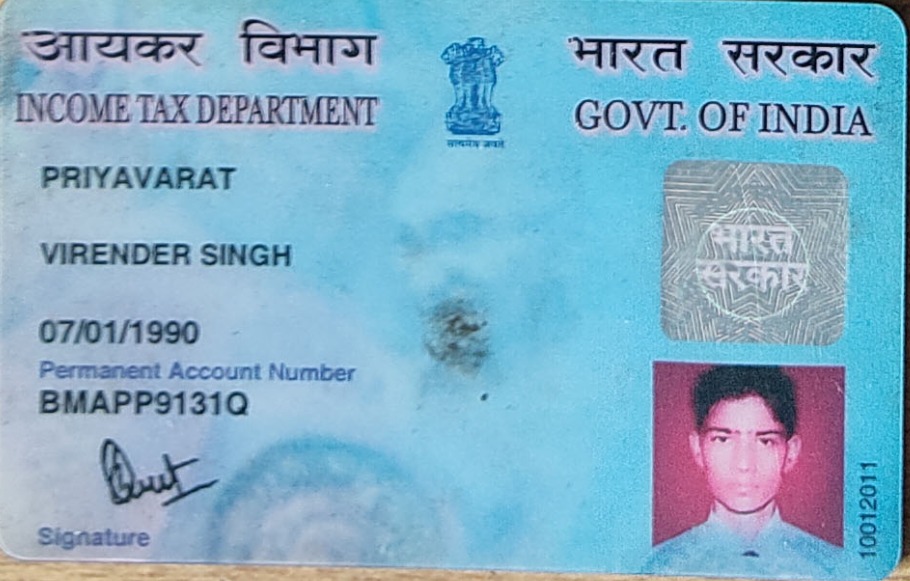 आयकर विभाग
INCOME TAX DEPARTMENT
सत्यमेव जयते
भारत सरकार
GOVT. OF INDIA
PRIYAVARAT
VIRENDER SINGH
07/01/1990
Permanent Account Number
BMAPP9131Q
Signature
भारत
सरकार
10012011